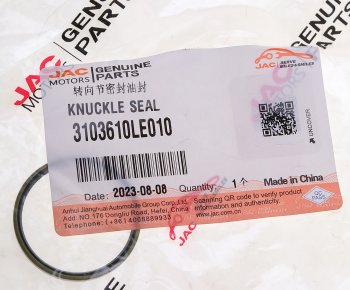 JAC MOTORS GENUINE PARTS
JAC MOTORS GENUINE PARTS
JAC
转向节密封油封
KNUCKLE SEAL
3103610LE010
UNCOVER
Date: 2023-08-08 Quantity: 1个 Made in China
Anhui Jianghuai Automobile Group Corp.,Ltd.
Add: NO.176 Dongliu Road, Hefei, China
Telephone: (+86)4008889933
Scanning QR code to verify product
information and authenticity.
www.jac.com.cn
JAC